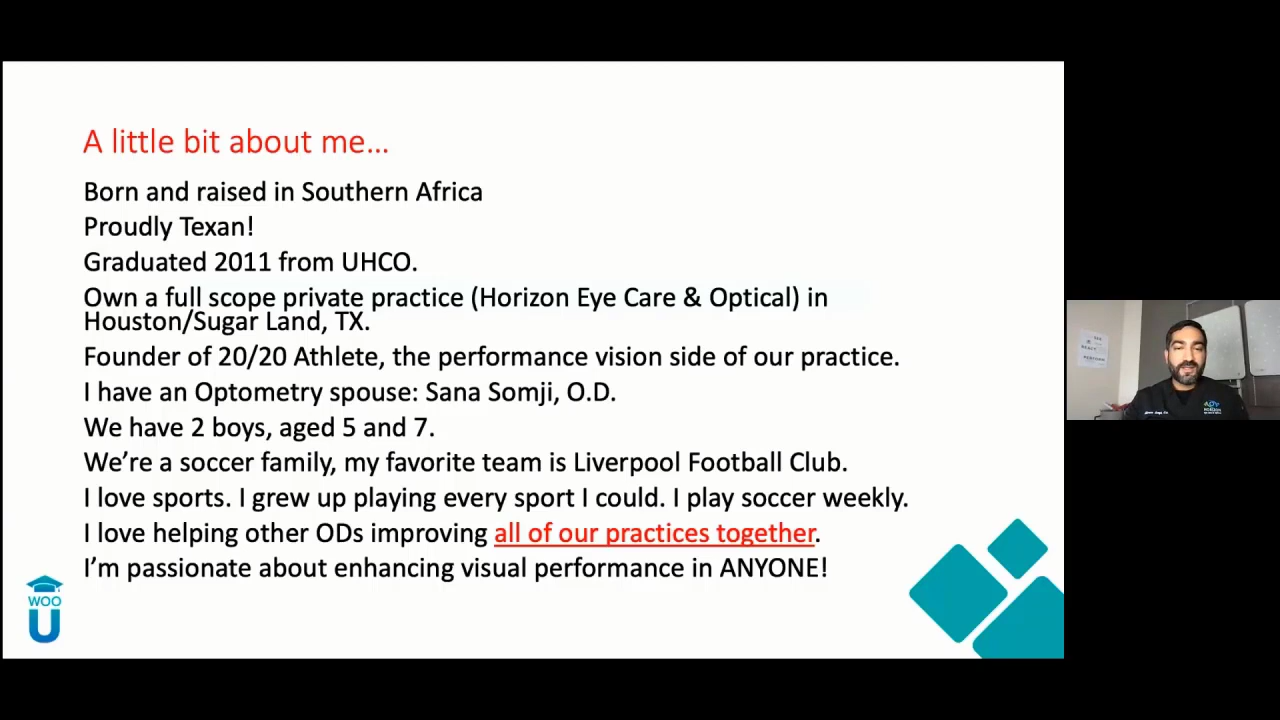 A little bit about me...
Born and raised in Southern Africa
Proudly Texan!
Graduated 2011 from UHCO.
Own a full scope private practice (Horizon Eye Care & Optical) in
Houston/Sugar Land, TX.
Founder of 20/20 Athlete, the performance vision side of our practice.
I have an Optometry spouse: Sana Somji, O.D.
We have 2 boys, aged 5 and 7.
We’re a soccer family, my favorite team is Liverpool Football Club.
I love sports. I grew up playing every sport I could. I play soccer weekly.
I love helping other ODs improving all of our practices together.
I’m passionate about enhancing visual performance in ANYONE!
WOO
U
HORIZON